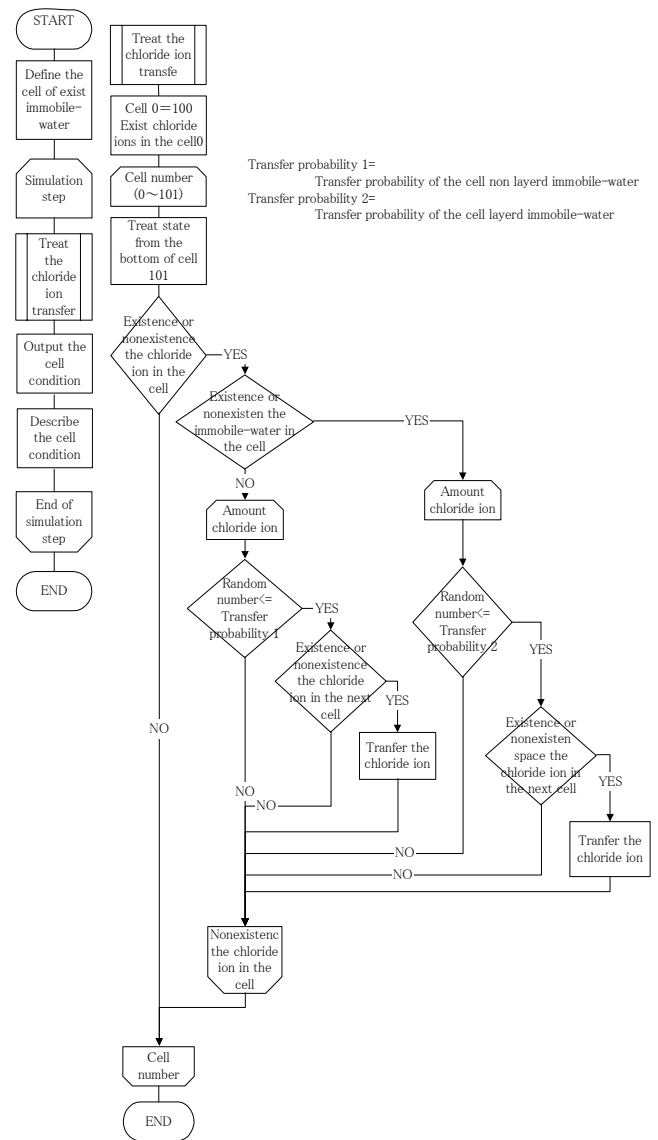 START
Define the
cell of exist
immobile-
water
Simulation
step
Treat
the
chloride
ion
transfer
Output the
cell
condition
Describe
the cell
condition
End of
simulation
step
END
Treat the
chloride ion
transfe
Cell 0=100
Exist chloride
ions in the cell0
Cell number
(0～101)
Treat state
from the
bottom of cell
101
Transfer probability 1=
Transfer probability of the cell non layerd immobile-water
Transfer probability 2=
Transfer probability of the cell layerd immobile-water
Existence or
nonexistence
the chloride
ion in the
cell
YES
Existence or
nonexisten the
immobile-water in
the cell
YES
NO
Amount
chloride ion
Amount
chloride ion
Random
number<=
Transfer
probability 1
YES
Existence or
nonexistence
the chloride
ion in the next
cell
YES
Tranfer the
chloride ion
Random
number<=
Transfer
probability 2
YES
Existence or
nonexisten
space the
chloride ion in
the next cell
YES
Tranfer the
chloride ion
NO
NO
NO
NO
NO
Nonexistenc
the chloride
ion in the
cell
Cell
number
END